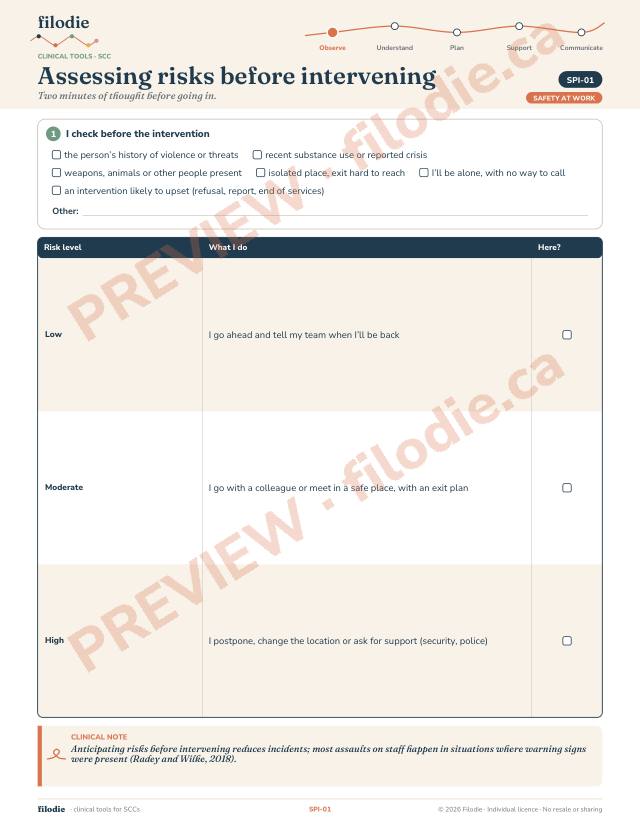 filodie
CLINICAL TOOLS · SCC
Observe Understand Plan Support Communicate
Assessing risks before intervening
SPI-01
Two minutes of thought before going in.
SAFETY AT WORK
1 I check before the intervention
the person's history of violence or threats recent substance use or reported crisis
weapons, animals or other people present isolated place, exit hard to reach I'll be alone, with no way to call
an intervention likely to upset (refusal, report, end of services)
Other:
Risk level What I do Here?
Low I go ahead and tell my team when I'll be back
Moderate I go with a colleague or meet in a safe place, with an exit plan
High I postpone, change the location or ask for support (security, police)
PREVIEW · filodie.ca
PREVIEW · filodie.ca
CLINICAL NOTE
Anticipating risks before intervening reduces incidents; most assaults on staff happen in situations where warning signs
were present (Radey and Wilke, 2018).
filodie · clinical tools for SCCs SPI-01 © 2026 Filodie · Individual licence · No resale or sharing